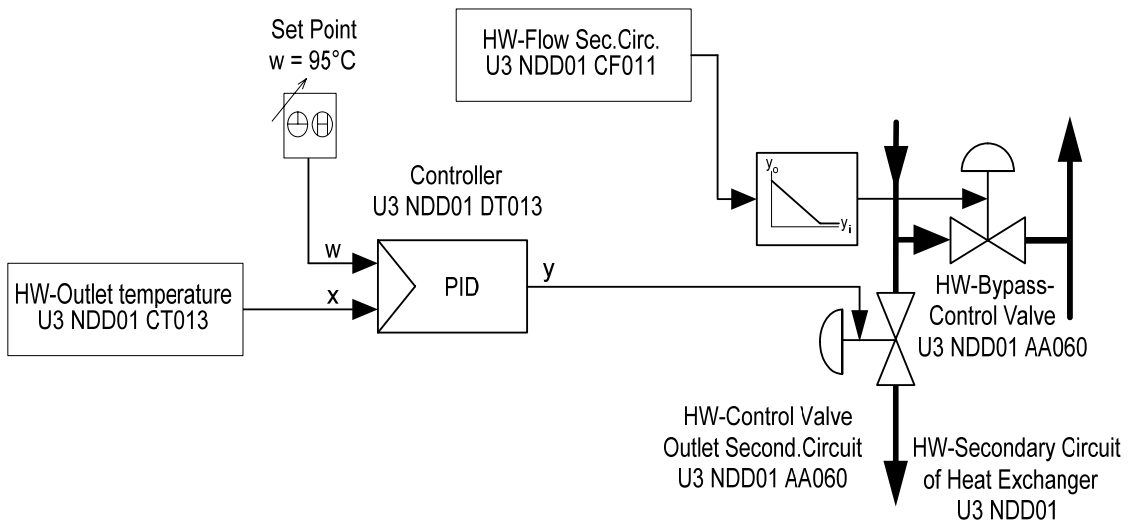 Set Point
w = 95°C
HW-Flow Sec.Circ.
U3 NDD01 CF011
Controller
U3 NDD01 DT013
yo
yi
w
x
y
PID
HW-Outlet temperature
U3 NDD01 CT013
HW-Bypass-
Control Valve
U3 NDD01 AA060
HW-Control Valve
Outlet Second.Circuit
U3 NDD01 AA060
HW-Secondary Circuit
of Heat Exchanger
U3 NDD01